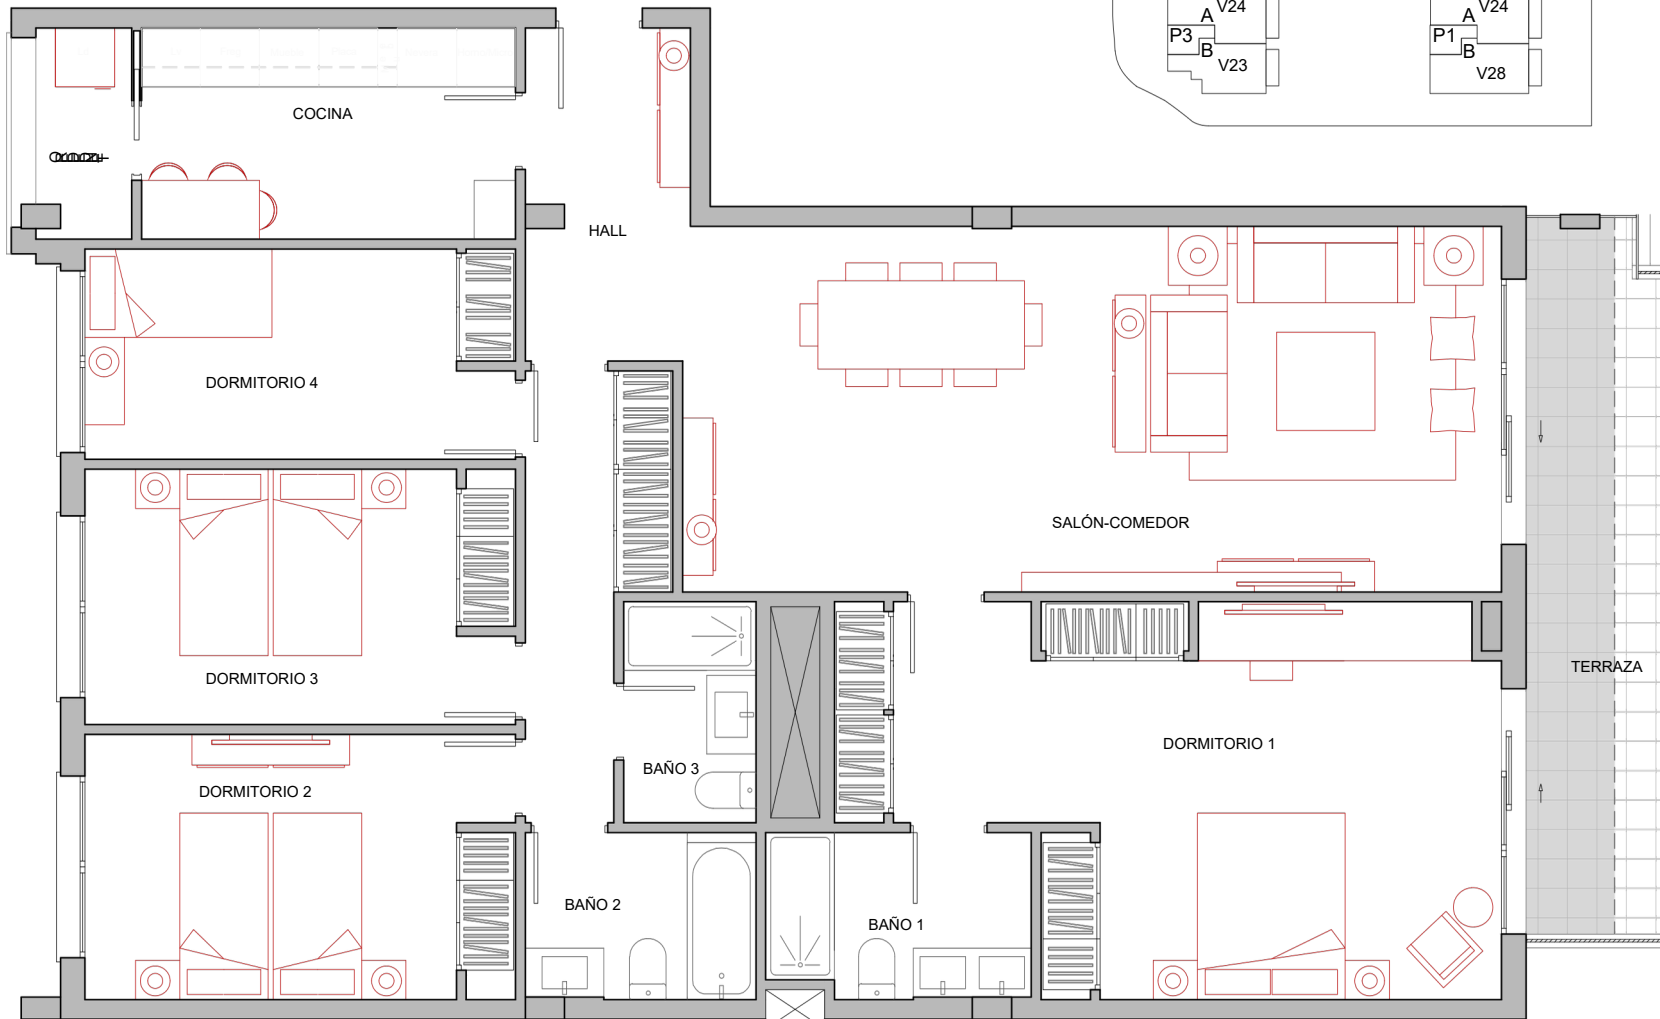 V24
A
P3
B
V23
V24
A
P1
B
V28
COCINA
HALL
DORMITORIO 4
SALÓN-COMEDOR
DORMITORIO 3
TERRAZA
DORMITORIO 1
BAÑO 3
DORMITORIO 2
BAÑO 2
BAÑO 1